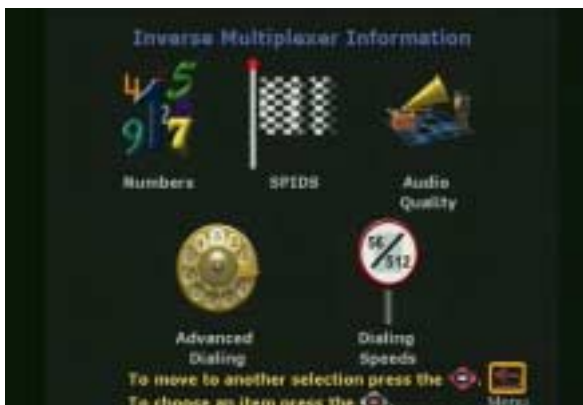 Inverse Multiplexer Information
4 5
9 2 7
Numbers
SPIDS
Audio
Quality
56/512
Advanced
Dialing
Dialing
Speeds
To move to another selection press the
To choose an item press the
Menu